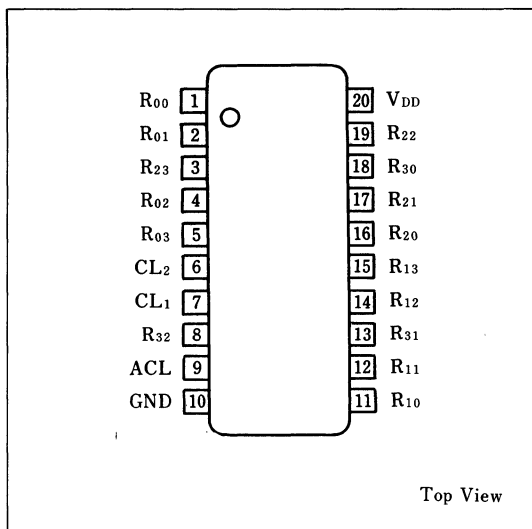 R00 1 20 VDD
R01 2 19 R22
R23 3 18 R30
R02 4 17 R21
R03 5 16 R20
CL2 6 15 R13
CL1 7 14 R12
R32 8 13 R31
ACL 9 12 R11
GND 10 11 R10
Top View